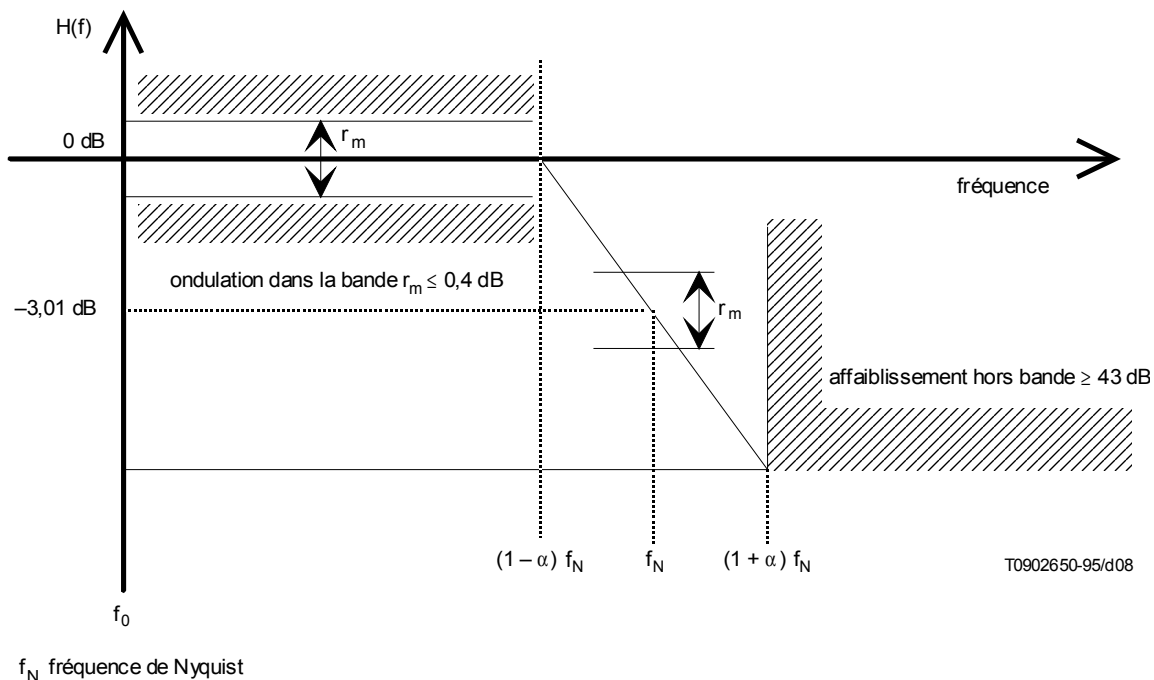 H(f)
0 dB
r_m
fréquence
ondulation dans la bande r_m ≤ 0,4 dB
–3,01 dB
r_m
affaiblissement hors bande ≥ 43 dB
(1 – α) f_N
f_N
(1 + α) f_N
T0902650-95/d08
f_0
f_N fréquence de Nyquist